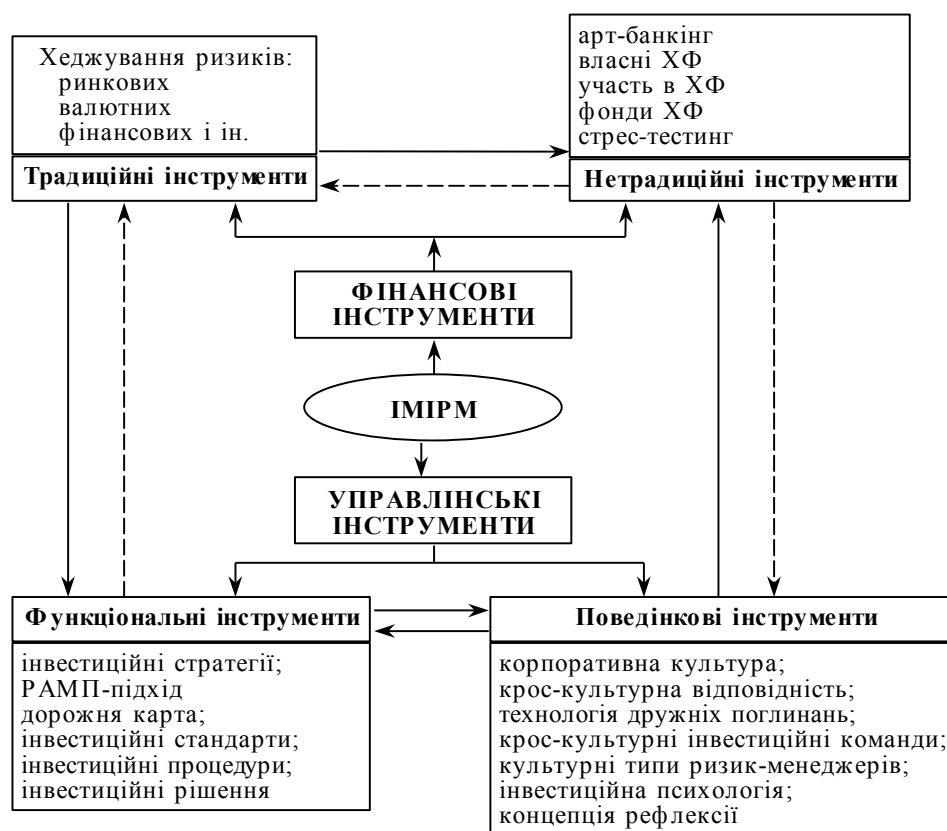 Хеджування ризиків:
ринкових
валютних
фінансових і ін.
Традиційні інструменти
арт-банкінг
власні ХФ
участь в ХФ
фонди ХФ
стрес-тестинг
Нетрадиційні інструменти
ФІНАНСОВІ
ІНСТРУМЕНТИ
ІМІРМ
УПРАВЛІНСЬКІ
ІНСТРУМЕНТИ
Функціональні інструменти
інвестиційні стратегії;
РАМП-підхід
дорожня карта;
інвестиційні стандарти;
інвестиційні процедури;
інвестиційні рішення
Поведінкові інструменти
корпоративна культура;
крос-культурна відповідність;
технологія дружніх поглинань;
крос-культурні інвестиційні команди;
культурні типи ризик-менеджерів;
інвестиційна психологія;
концепція рефлексії